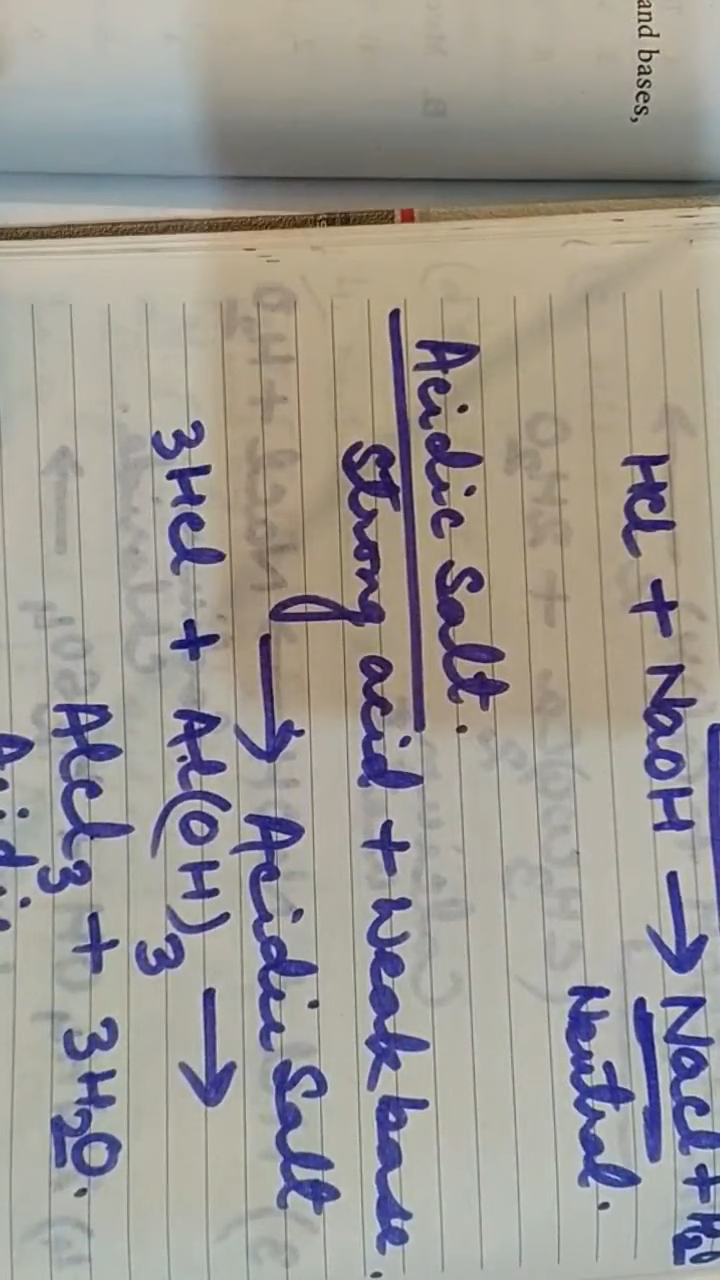 and bases,
HCl + NaOH → NaCl + H2O
Neutral.
Acidic Salt.
Strong acid + Weak base.
→ Acidic Salt
3HCl + Al(OH)3 →
AlCl3 + 3H2O.